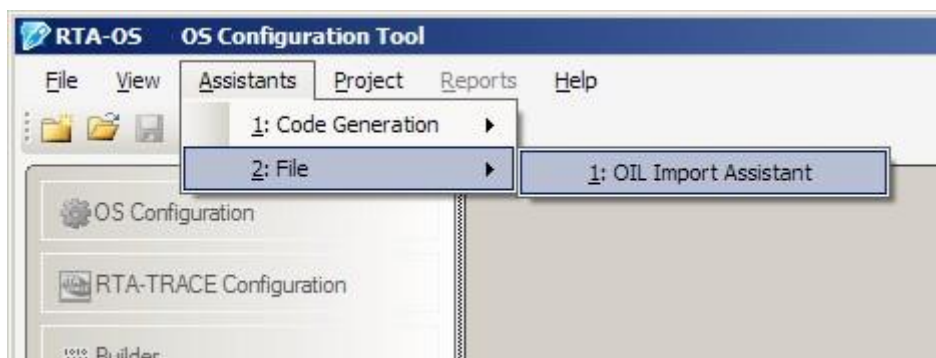 RTA-OS OS Configuration Tool
File View Assistants Project Reports Help
1: Code Generation
2: File
1: OIL Import Assistant
OS Configuration
RTA-TRACE Configuration
Builder